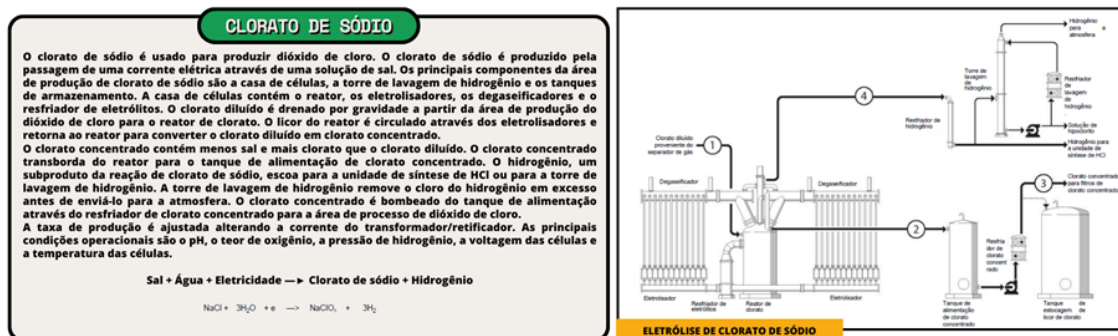 CLORATO DE SÓDIO
O clorato de sódio é usado para produzir dióxido de cloro. O clorato de sódio é produzido pela
passagem de uma corrente elétrica através de uma solução de sal. Os principais componentes da área
de produção de clorato de sódio são a casa de células, a torre de lavagem de hidrogênio e os tanques
de armazenamento. A casa de células contém o reator, os eletrolisadores, os degaseificadores e o
resfriador de eletrólitos. O clorato diluído é drenado por gravidade a partir da área de produção do
dióxido de cloro para o reator de clorato. O licor do reator é circulado através dos eletrolisadores e
retorna ao reator para converter o clorato diluído em clorato concentrado.
O clorato concentrado contém menos sal e mais clorato que o clorato diluído. O clorato concentrado
transborda do reator para o tanque de alimentação de clorato concentrado. O hidrogênio, um
subproduto da reação de clorato de sódio, escoa para a unidade de síntese de HCl ou para a torre de
lavagem de hidrogênio. A torre de lavagem de hidrogênio remove o cloro do hidrogênio em excesso
antes de enviá-lo para a atmosfera. O clorato concentrado é bombeado do tanque de alimentação
através do resfriador de clorato concentrado para a área de processo de dióxido de cloro.
A taxa de produção é ajustada alterando a corrente do transformador/retificador. As principais
condições operacionais são o pH, o teor de oxigênio, a pressão de hidrogênio, a voltagem das células e
a temperatura das células.
Sal + Água + Eletricidade —► Clorato de sódio + Hidrogênio
NaCl + 3H₂O + e —> NaClO₃ + 3H₂
Hidrogênio
para a
atmosfera
Torre de
lavagem de
hidrogênio
Resfriador
de
lavagem
de
hidrogênio
4
Resfriador de
hidrogênio
Solução de
hipoclorito
Hidrogênio para
a unidade de
síntese de HCl
Clorato diluído
proveniente do
separador de gás
1
Degaseificador
Degaseificador
2
3
Clorato concentrado
para filtros de
clorato concentrado
Resfria
dor de
clorato
concent
rado
Eletrolisador
Resfriador de
eletrólitos
Reator de
clorato
Eletrolisador
Tanque de
alimentação
de clorato
concentrado
Tanque
de
estocagem de
licor de clorato
ELETRÓLISE DE CLORATO DE SÓDIO